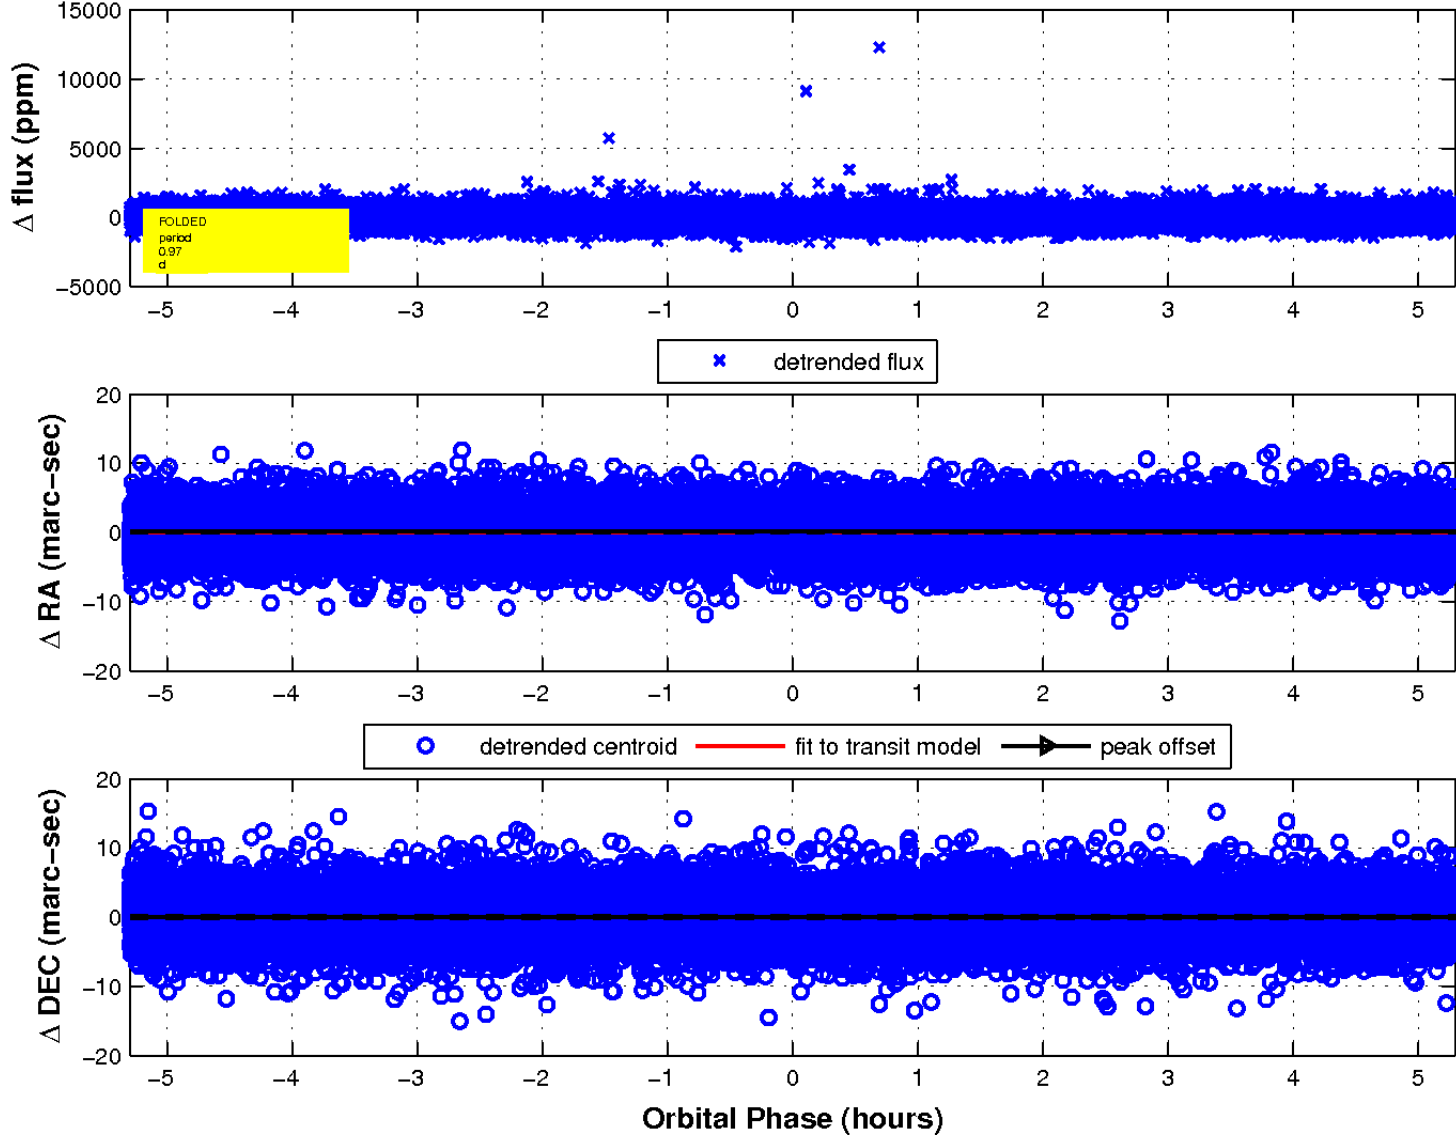 15000
10000
5000
0
−5000
Δ flux (ppm)
FOLDED
period
0.97
d
−5 −4 −3 −2 −1 0 1 2 3 4 5
detrended flux
20
10
0
−10
−20
Δ RA (marc−sec)
−5 −4 −3 −2 −1 0 1 2 3 4 5
detrended centroid fit to transit model peak offset
20
10
0
−10
−20
Δ DEC (marc−sec)
−5 −4 −3 −2 −1 0 1 2 3 4 5
Orbital Phase (hours)